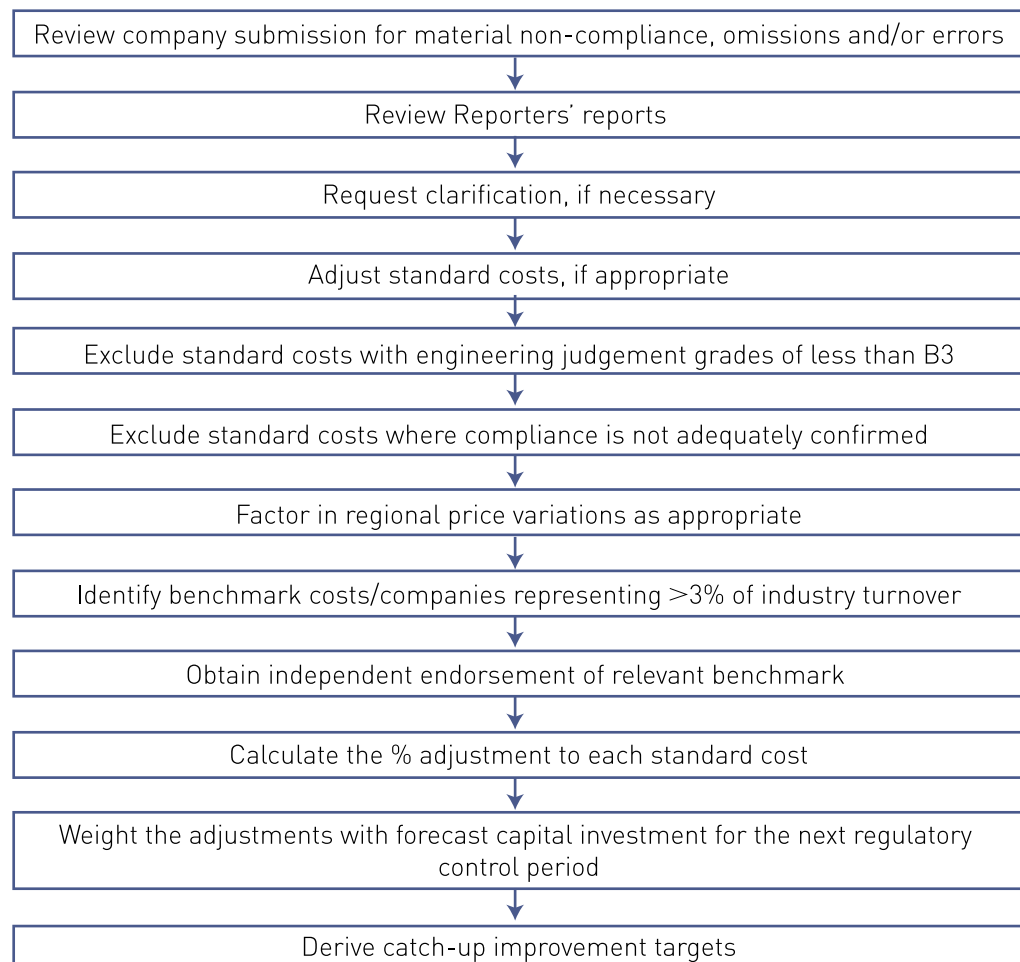 Review company submission for material non-compliance, omissions and/or errors
Review Reporters’ reports
Request clarification, if necessary
Adjust standard costs, if appropriate
Exclude standard costs with engineering judgement grades of less than B3
Exclude standard costs where compliance is not adequately confirmed
Factor in regional price variations as appropriate
Identify benchmark costs/companies representing >3% of industry turnover
Obtain independent endorsement of relevant benchmark
Calculate the % adjustment to each standard cost
Weight the adjustments with forecast capital investment for the next regulatory
control period
Derive catch-up improvement targets